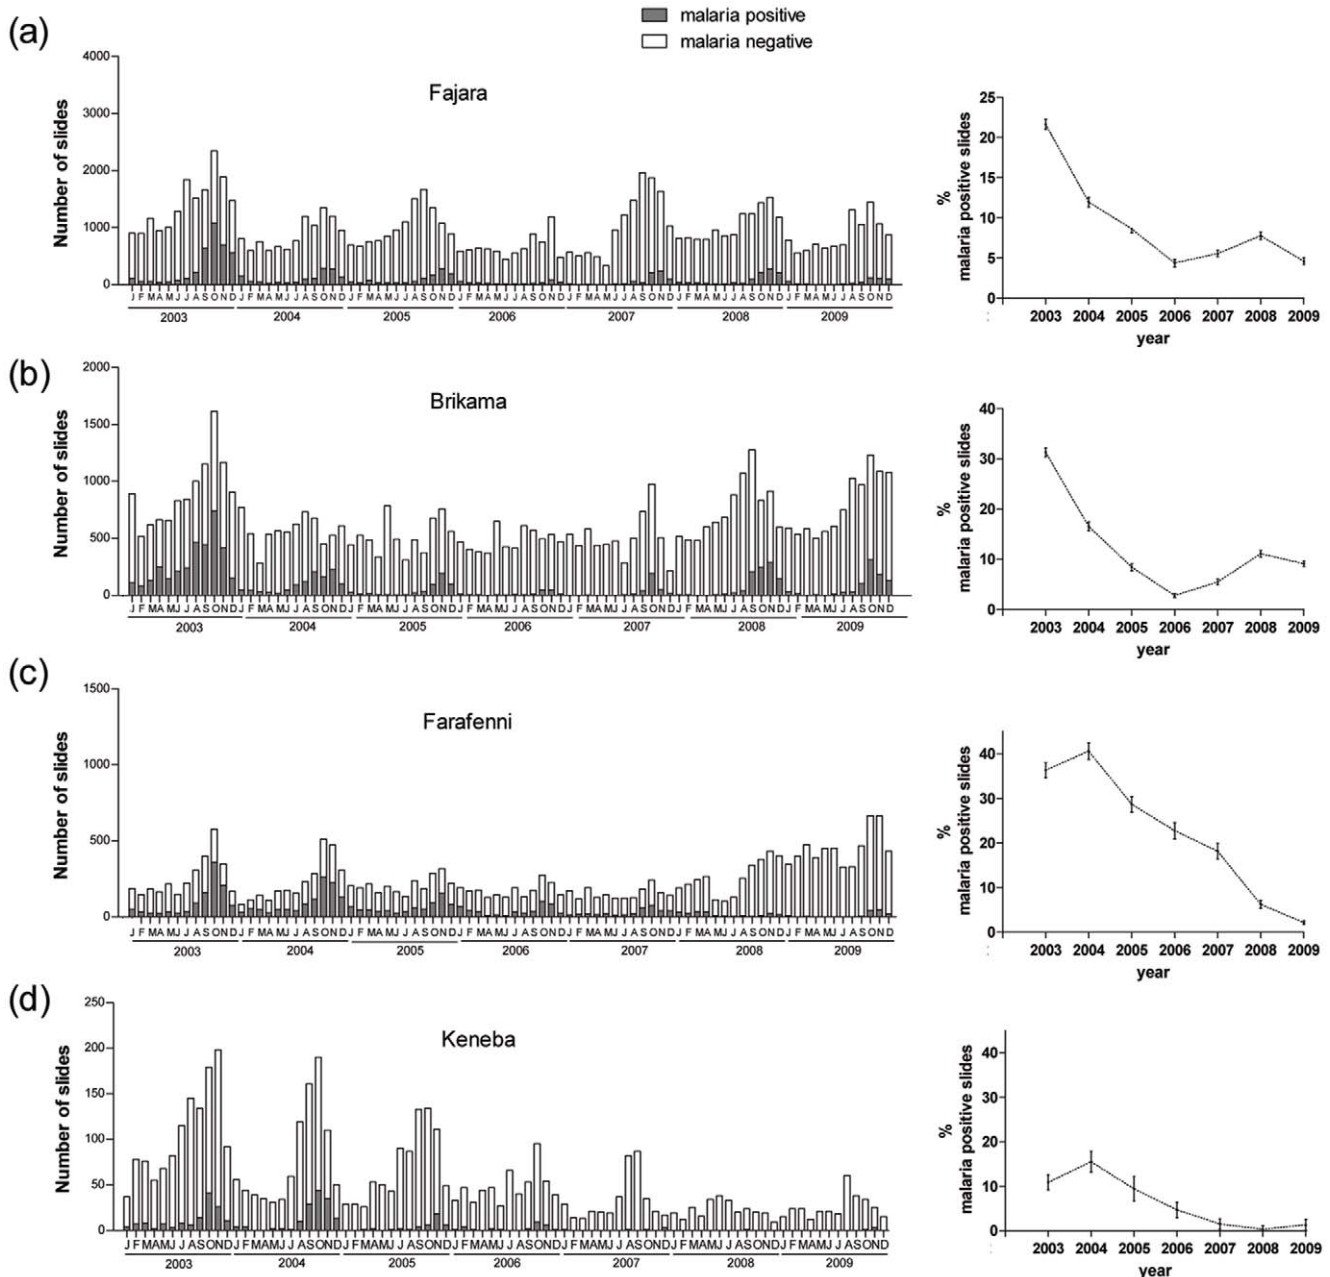 (a)
malaria positive
malaria negative
Fajara
Number of slides
4000
3000
2000
1000
0
J F M A M J J A S O N D J F M A M J J A S O N D J F M A M J J A S O N D J F M A M J J A S O N D J F M A M J J A S O N D J F M A M J J A S O N D J F M A M J J A S O N D
2003 2004 2005 2006 2007 2008 2009
%
malaria positive slides
25
20
15
10
5
0
2003 2004 2005 2006 2007 2008 2009
year
(b)
Brikama
Number of slides
2000
1500
1000
500
0
J F M A M J J A S O N D J F M A M J J A S O N D J F M A M J J A S O N D J F M A M J J A S O N D J F M A M J J A S O N D J F M A M J J A S O N D J F M A M J J A S O N D
2003 2004 2005 2006 2007 2008 2009
%
malaria positive slides
40
30
20
10
0
2003 2004 2005 2006 2007 2008 2009
year
(c)
Farafenni
Number of slides
1500
1000
500
0
J F M A M J J A S O N D J F M A M J J A S O N D J F M A M J J A S O N D J F M A M J J A S O N D J F M A M J J A S O N D J F M A M J J A S O N D J F M A M J J A S O N D
2003 2004 2005 2006 2007 2008 2009
%
malaria positive slides
40
30
20
10
0
2003 2004 2005 2006 2007 2008 2009
year
(d)
Keneba
Number of slides
250
200
150
100
50
0
J F M A M J J A S O N D J F M A M J J A S O N D J F M A M J J A S O N D J F M A M J J A S O N D J F M A M J J A S O N D J F M A M J J A S O N D J F M A M J J A S O N D
2003 2004 2005 2006 2007 2008 2009
%
malaria positive slides
40
30
20
10
0
2003 2004 2005 2006 2007 2008 2009
year